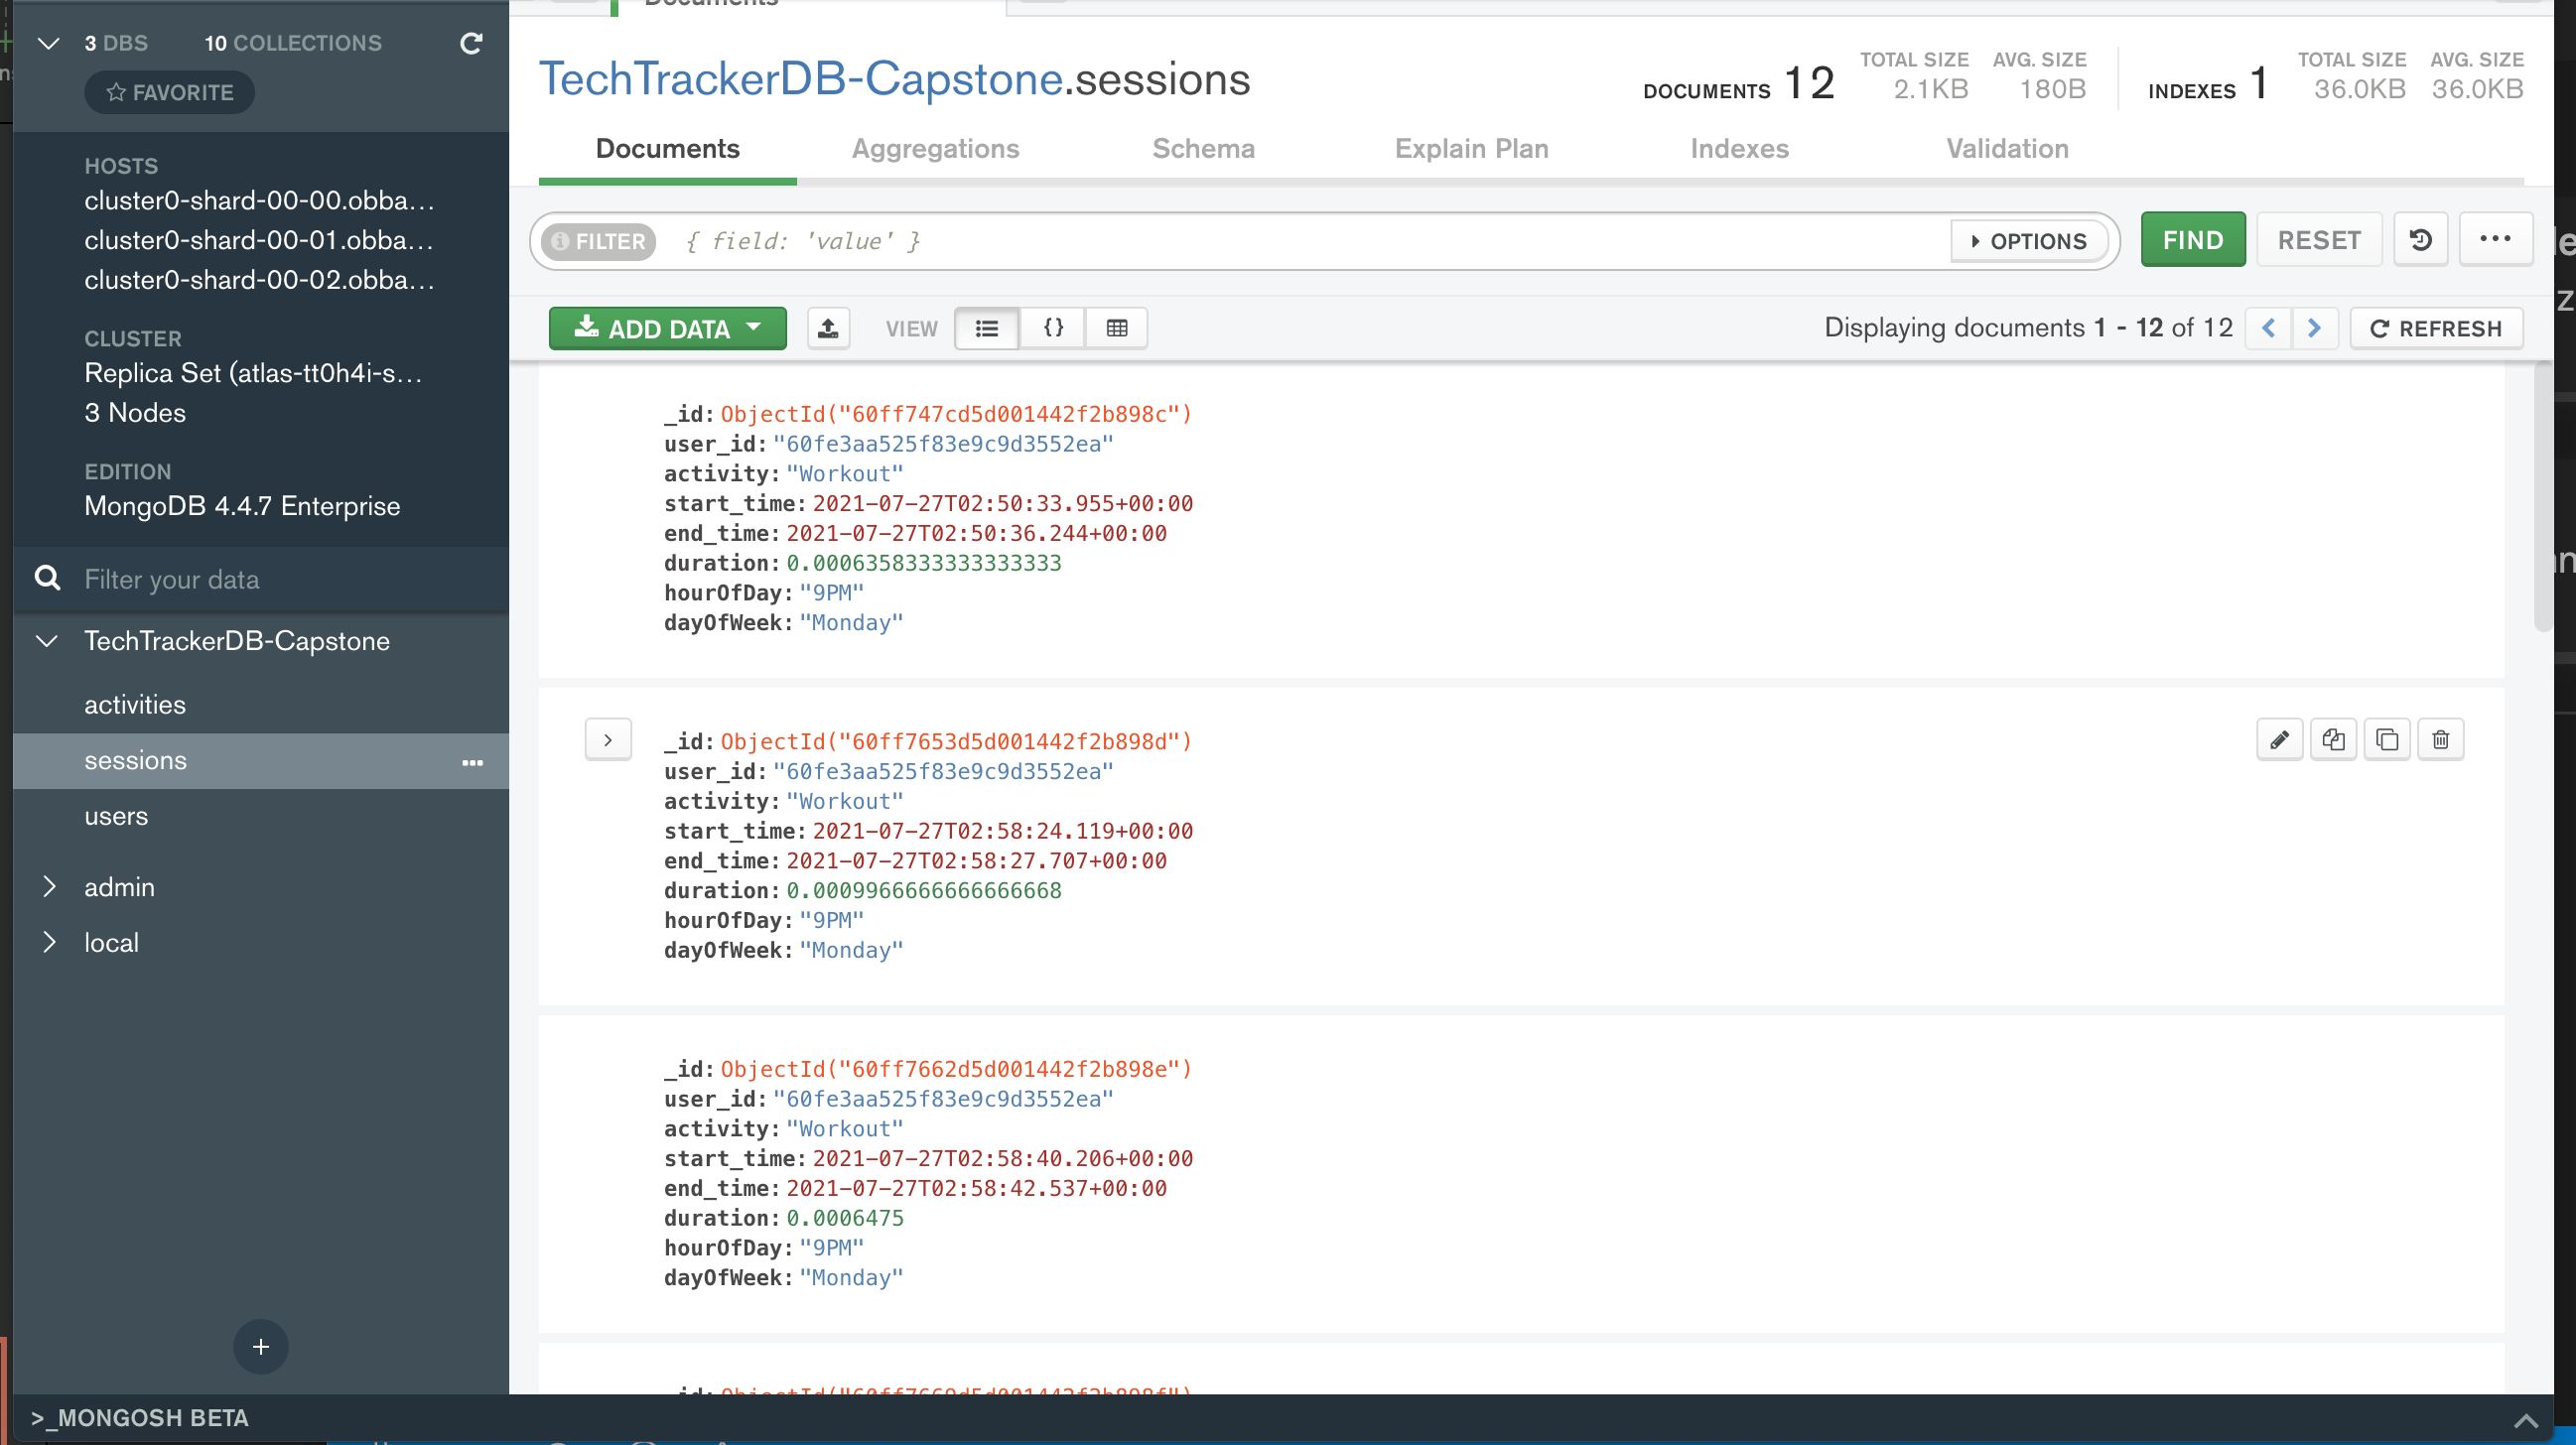 Documents
3 DBS 10 COLLECTIONS
FAVORITE
HOSTS
cluster0-shard-00-00.obba...
cluster0-shard-00-01.obba...
cluster0-shard-00-02.obba...
CLUSTER
Replica Set (atlas-tt0h4i-s...
3 Nodes
EDITION
MongoDB 4.4.7 Enterprise
Filter your data
TechTrackerDB-Capstone
activities
sessions
users
admin
local
TechTrackerDB-Capstone.sessions
DOCUMENTS 12 TOTAL SIZE 2.1KB AVG. SIZE 180B
INDEXES 1 TOTAL SIZE 36.0KB AVG. SIZE 36.0KB
Documents Aggregations Schema Explain Plan Indexes Validation
FILTER { field: 'value' } OPTIONS FIND RESET
ADD DATA VIEW Displaying documents 1 - 12 of 12 REFRESH
_id: ObjectId("60ff747cd5d001442f2b898c")
user_id: "60fe3aa525f83e9c9d3552ea"
activity: "Workout"
start_time: 2021-07-27T02:50:33.955+00:00
end_time: 2021-07-27T02:50:36.244+00:00
duration: 0.0006358333333333333
hourOfDay: "9PM"
dayOfWeek: "Monday"
_id: ObjectId("60ff7653d5d001442f2b898d")
user_id: "60fe3aa525f83e9c9d3552ea"
activity: "Workout"
start_time: 2021-07-27T02:58:24.119+00:00
end_time: 2021-07-27T02:58:27.707+00:00
duration: 0.0009966666666666668
hourOfDay: "9PM"
dayOfWeek: "Monday"
_id: ObjectId("60ff7662d5d001442f2b898e")
user_id: "60fe3aa525f83e9c9d3552ea"
activity: "Workout"
start_time: 2021-07-27T02:58:40.206+00:00
end_time: 2021-07-27T02:58:42.537+00:00
duration: 0.0006475
hourOfDay: "9PM"
dayOfWeek: "Monday"
_id: ObjectId("60ff7669d5d001442f2b898f")
>_MONGOSH BETA